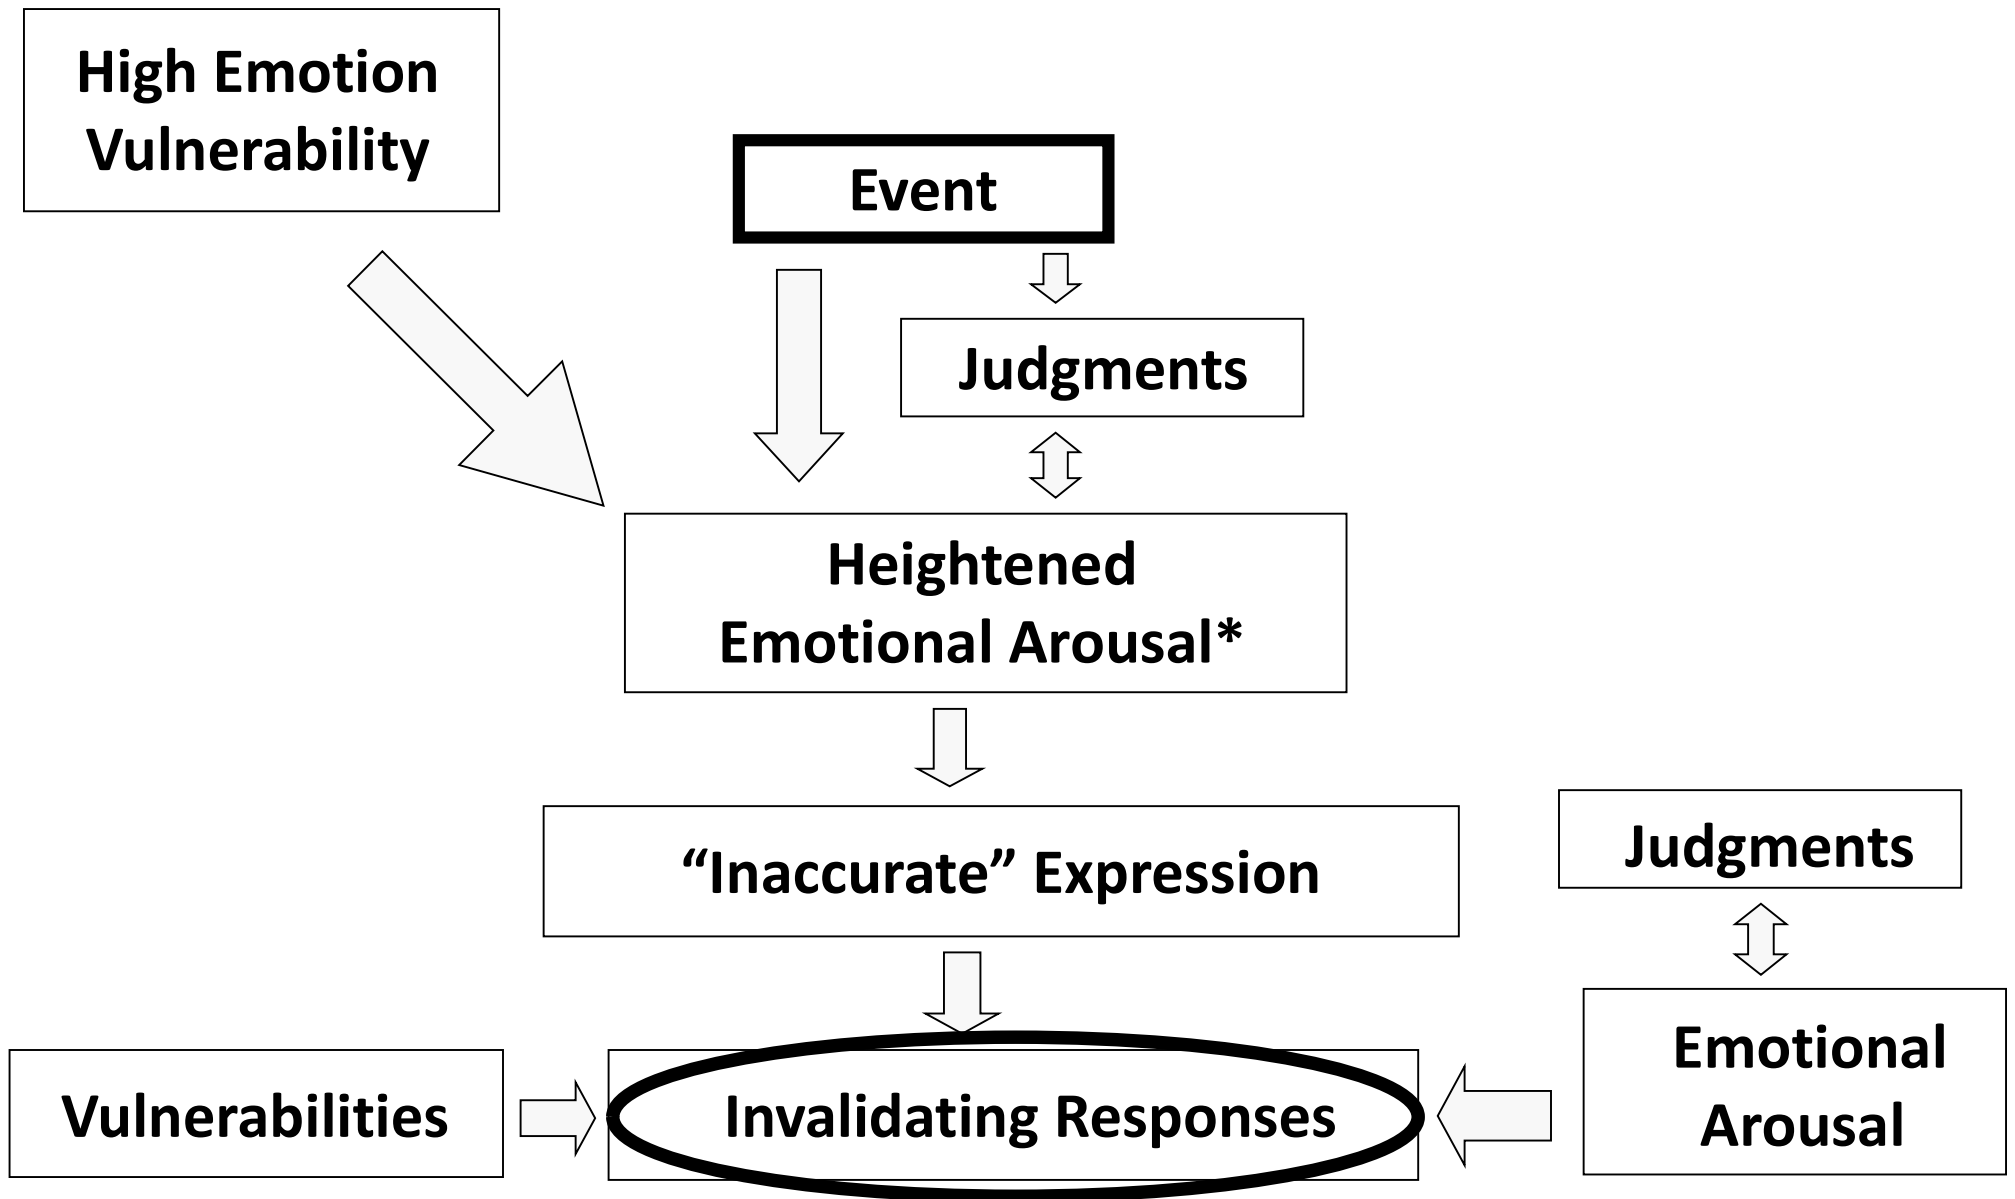 High Emotion
Vulnerability
Event
Judgments
Heightened
Emotional Arousal*
“Inaccurate” Expression
Judgments
Vulnerabilities
Invalidating Responses
Emotional
Arousal